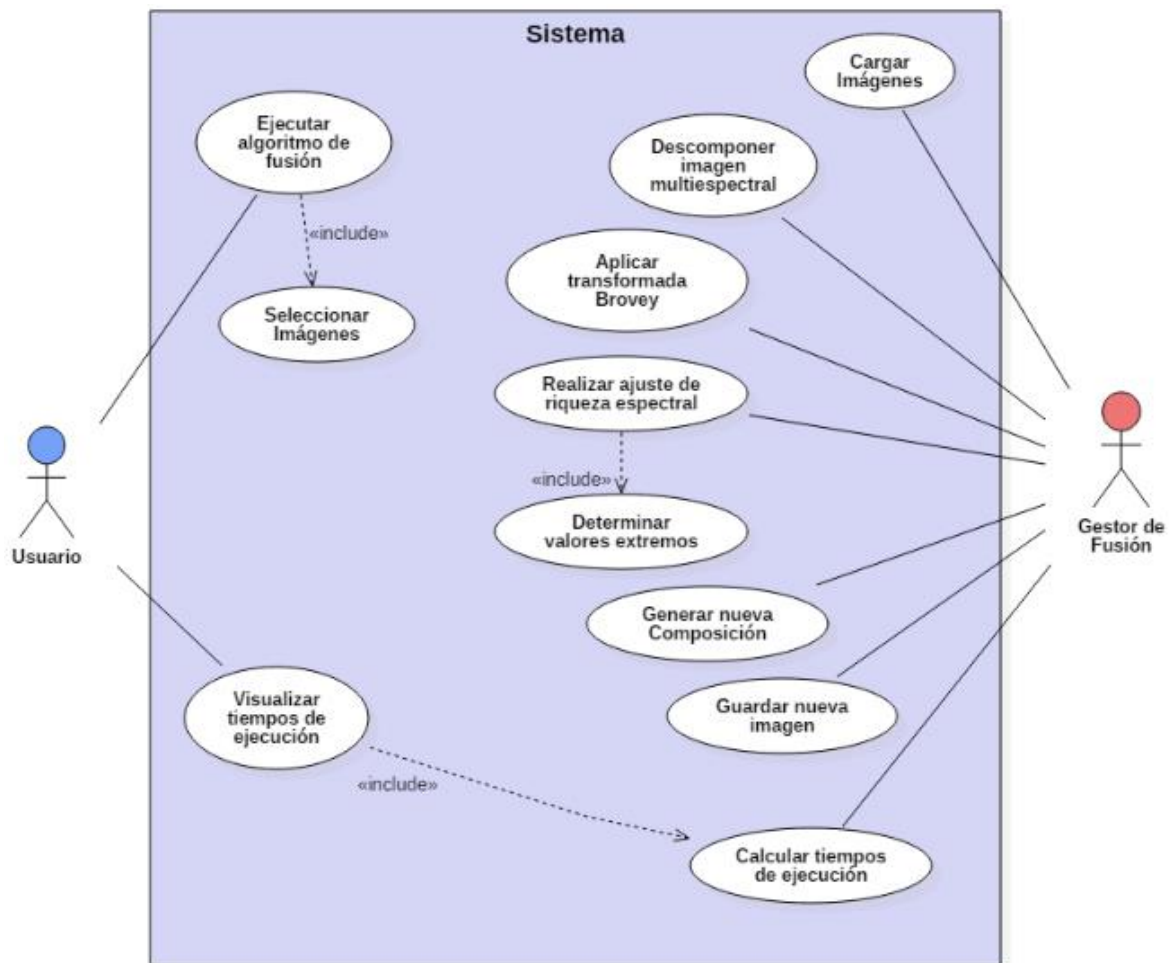 Sistema
Cargar
Imágenes
Ejecutar
algoritmo de
fusión
Descomponer
imagen
multiespectral
«include»
Aplicar
transformada
Brovey
Seleccionar
Imágenes
Realizar ajuste de
riqueza espectral
«include»
Determinar
valores extremos
Usuario
Gestor de
Fusión
Generar nueva
Composición
Visualizar
tiempos de
ejecución
Guardar nueva
imagen
«include»
Calcular tiempos
de ejecución